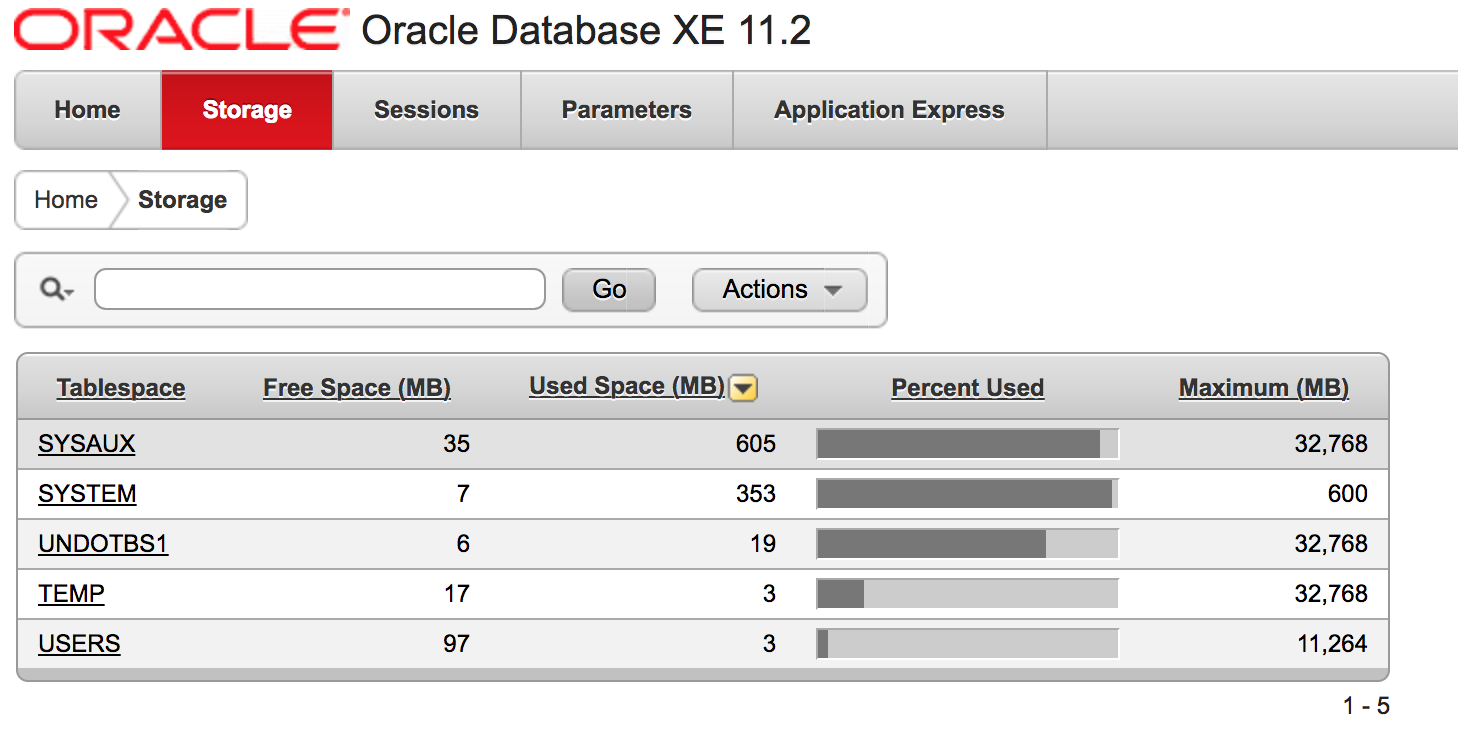 ORACLE Oracle Database XE 11.2
Home Storage Sessions Parameters Application Express
Home Storage
Go Actions
Tablespace Free Space (MB) Used Space (MB) Percent Used Maximum (MB)
SYSAUX 35 605 32,768
SYSTEM 7 353 600
UNDOTBS1 6 19 32,768
TEMP 17 3 32,768
USERS 97 3 11,264
1 - 5